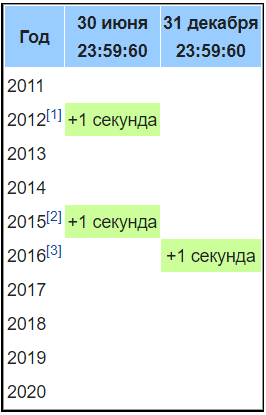 Год 30 июня 23:59:60 31 декабря 23:59:60
2011
2012[1] +1 секунда
2013
2014
2015[2] +1 секунда
2016[3] +1 секунда
2017
2018
2019
2020